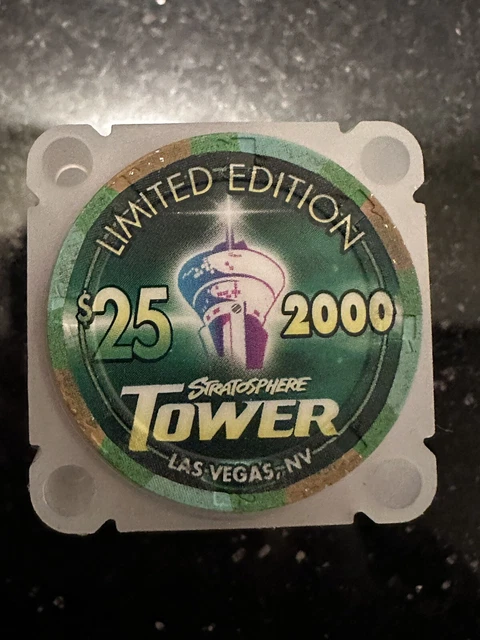 LIMITED EDITION
$25
2000
STRATOSPHERE
TOWER
LAS VEGAS, NV